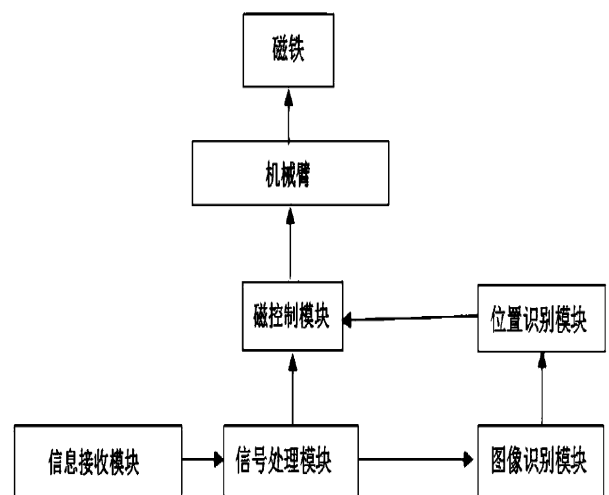 磁铁
机械臂
磁控制模块
位置识别模块
信息接收模块
信号处理模块
图像识别模块